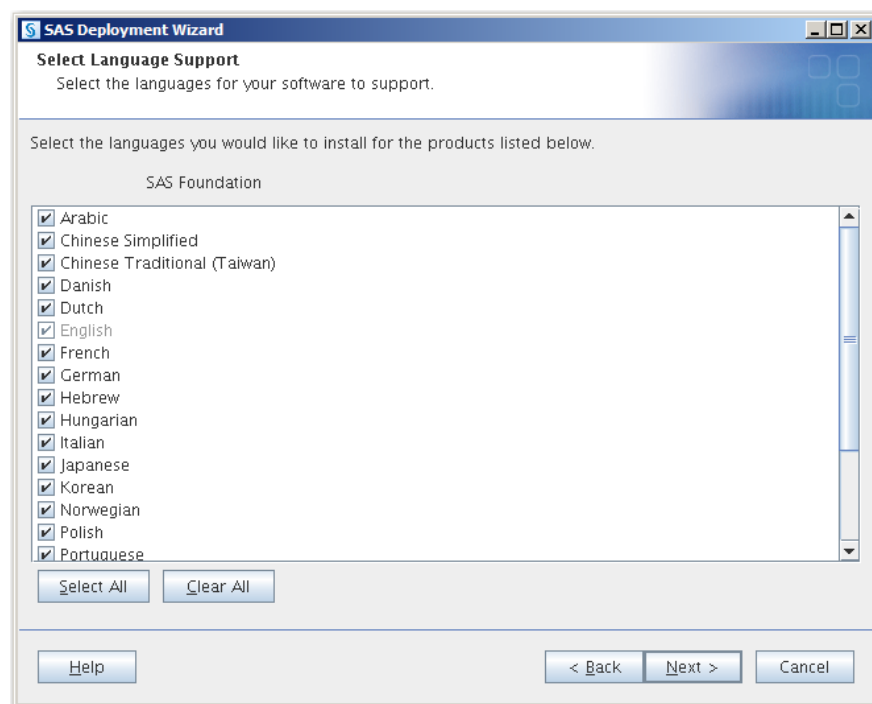 SAS Deployment Wizard
Select Language Support
Select the languages for your software to support.
Select the languages you would like to install for the products listed below.
SAS Foundation
Arabic
Chinese Simplified
Chinese Traditional (Taiwan)
Danish
Dutch
English
French
German
Hebrew
Hungarian
Italian
Japanese
Korean
Norwegian
Polish
Portuguese
Select All Clear All
Help < Back Next > Cancel